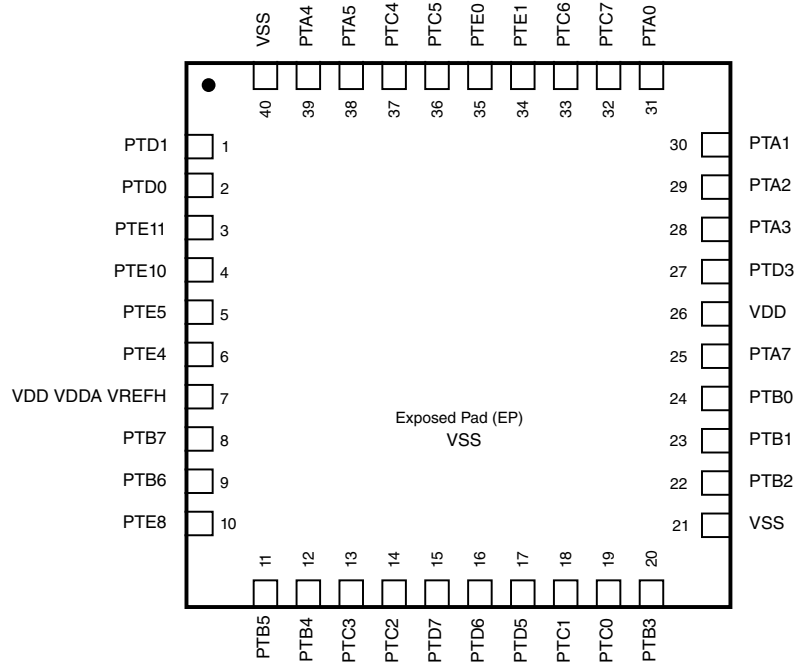 VSS
PTA4
PTA5
PTC4
PTC5
PTE0
PTE1
PTC6
PTC7
PTA0
40
39
38
37
36
35
34
33
32
31
PTD1 1
PTD0 2
PTE11 3
PTE10 4
PTE5 5
PTE4 6
VDD VDDA VREFH 7
PTB7 8
PTB6 9
PTE8 10
30 PTA1
29 PTA2
28 PTA3
27 PTD3
26 VDD
25 PTA7
24 PTB0
23 PTB1
22 PTB2
21 VSS
Exposed Pad (EP)
VSS
11
12
13
14
15
16
17
18
19
20
PTB5
PTB4
PTC3
PTC2
PTD7
PTD6
PTD5
PTC1
PTC0
PTB3